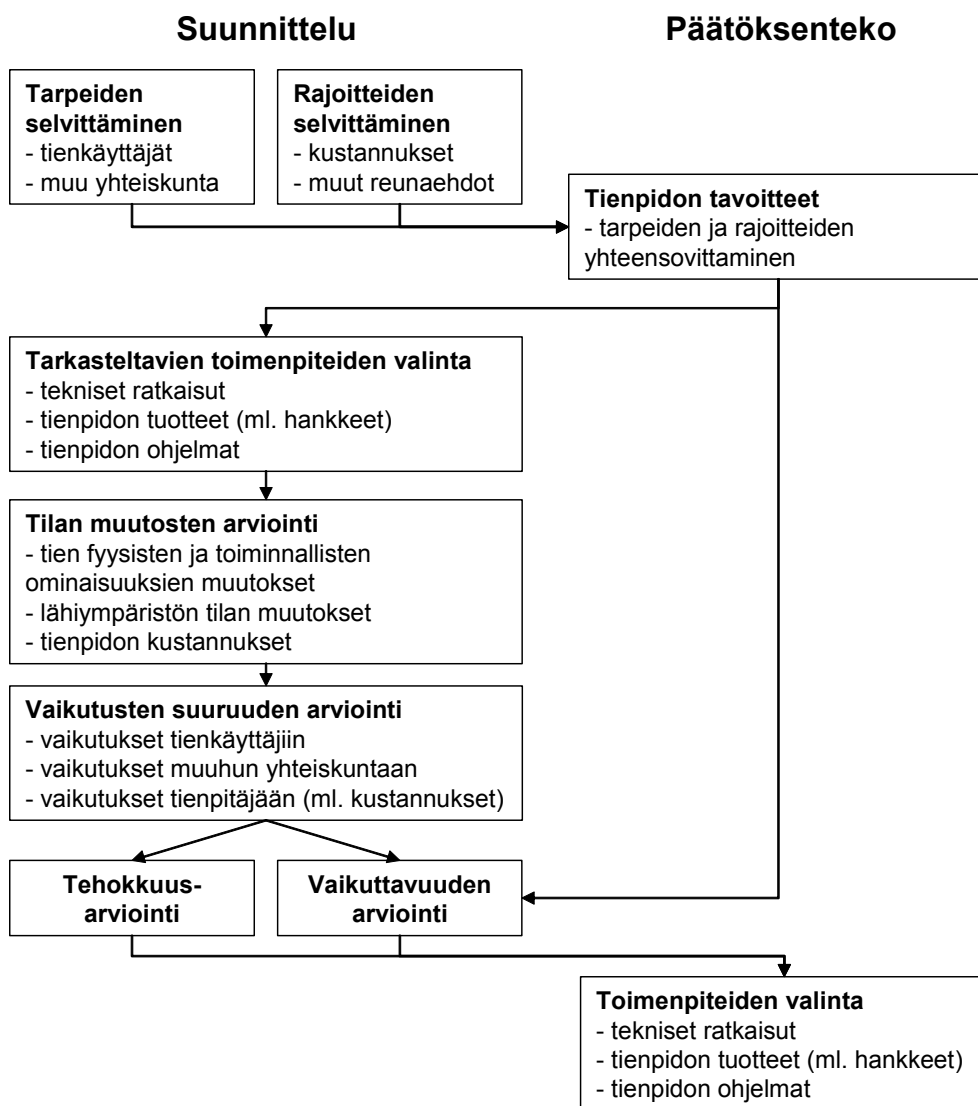 Suunnittelu
Päätöksenteko
Tarpeiden
selvittäminen
- tienkäyttäjät
- muu yhteiskunta
Rajoitteiden
selvittäminen
- kustannukset
- muut reunaehdot
Tienpidon tavoitteet
- tarpeiden ja rajoitteiden
yhteensovittaminen
Tarkasteltavien toimenpiteiden valinta
- tekniset ratkaisut
- tienpidon tuotteet (ml. hankkeet)
- tienpidon ohjelmat
Tilan muutosten arviointi
- tien fyysisten ja toiminnallisten
ominaisuuksien muutokset
- lähiympäristön tilan muutokset
- tienpidon kustannukset
Vaikutusten suuruuden arviointi
- vaikutukset tienkäyttäjiin
- vaikutukset muuhun yhteiskuntaan
- vaikutukset tienpitäjään (ml. kustannukset)
Tehokkuus-
arviointi
Vaikuttavuuden
arviointi
Toimenpiteiden valinta
- tekniset ratkaisut
- tienpidon tuotteet (ml. hankkeet)
- tienpidon ohjelmat